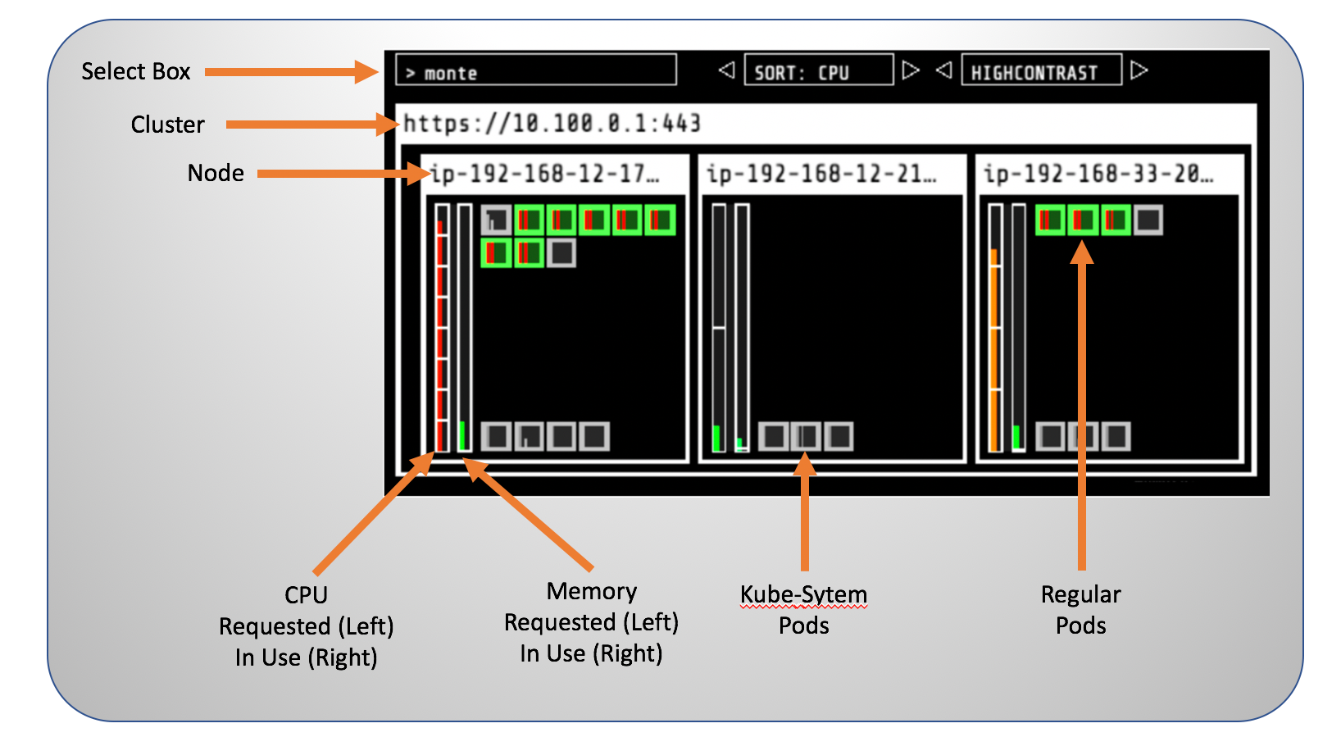 Select Box
> monte
SORT: CPU
HIGHCONTRAST
Cluster
https://10.100.0.1:443
Node
ip-192-168-12-17…
ip-192-168-12-21…
ip-192-168-33-20…
CPU
Requested (Left)
In Use (Right)
Memory
Requested (Left)
In Use (Right)
Kube-Sytem
Pods
Regular
Pods